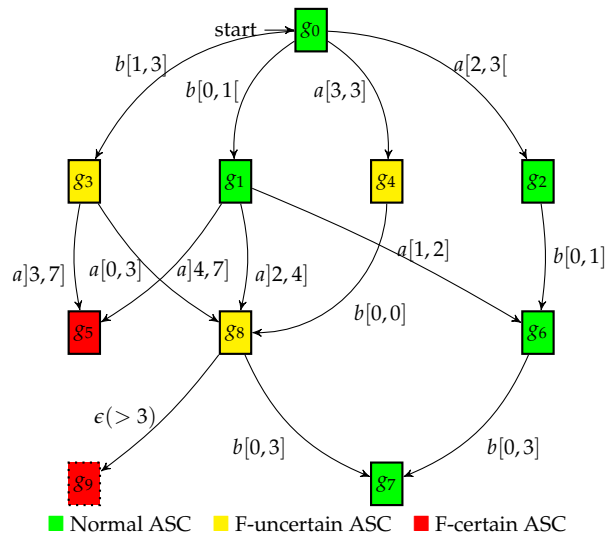 start g0
b[1, 3] b[0, 1[ a[3, 3] a[2, 3[
g3 g1 g4 g2
a]3, 7] a[0, 3] a]4, 7] a]2, 4] a[1, 2] b[0, 1]
b[0, 0]
g5 g8 g6
ϵ(> 3) b[0, 3] b[0, 3]
g9 g7
Normal ASC F-uncertain ASC F-certain ASC